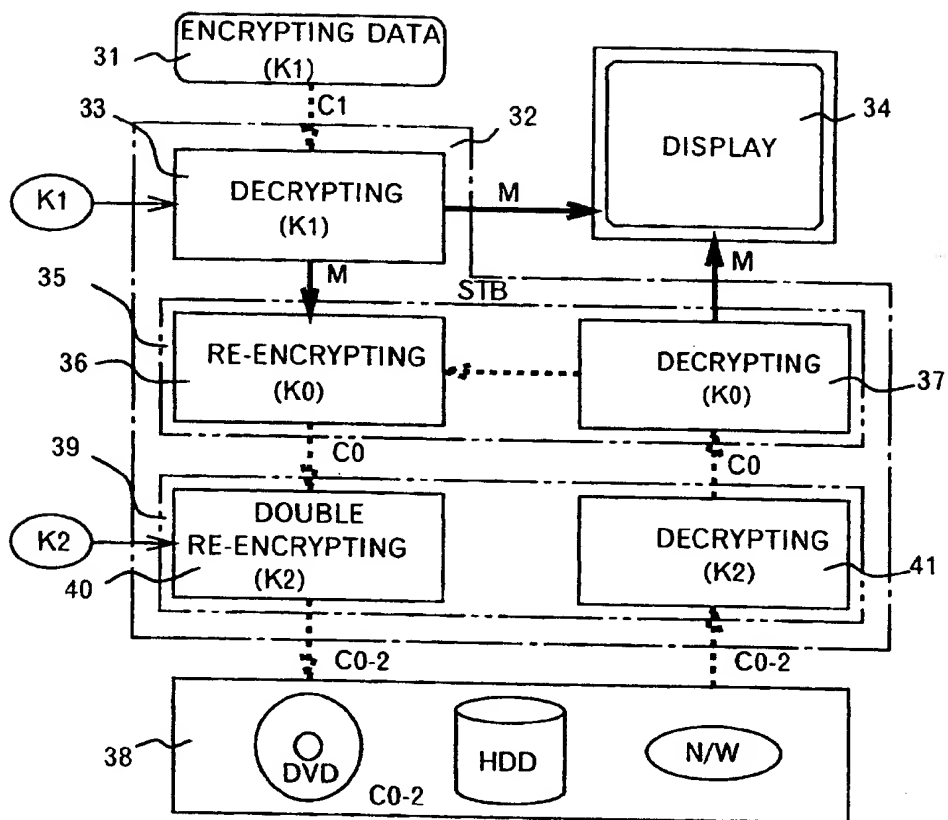 ENCRYPTING DATA
(K1)
31
C1
33
32
34
DISPLAY
K1
DECRYPTING
(K1)
M
M
M
STB
35
36
RE-ENCRYPTING
(K0)
DECRYPTING
(K0)
37
C0
C0
39
K2
DOUBLE
RE-ENCRYPTING
(K2)
40
DECRYPTING
(K2)
41
C0-2
C0-2
38
DVD
HDD
N/W
C0-2